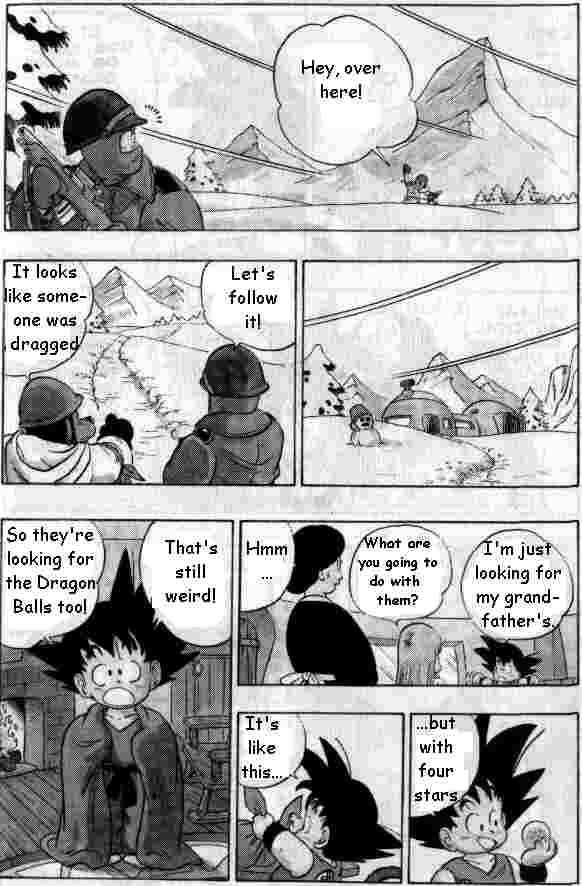 Hey, over
here!
It looks
like some-
one was
dragged
Let's
follow
it!
So they're
looking for
the Dragon
Balls too!
That's
still
weird!
Hmm
...
What are
you going to
do with
them?
I'm just
looking for
my grand-
father's.
It's
like
this...
...but
with
four
stars